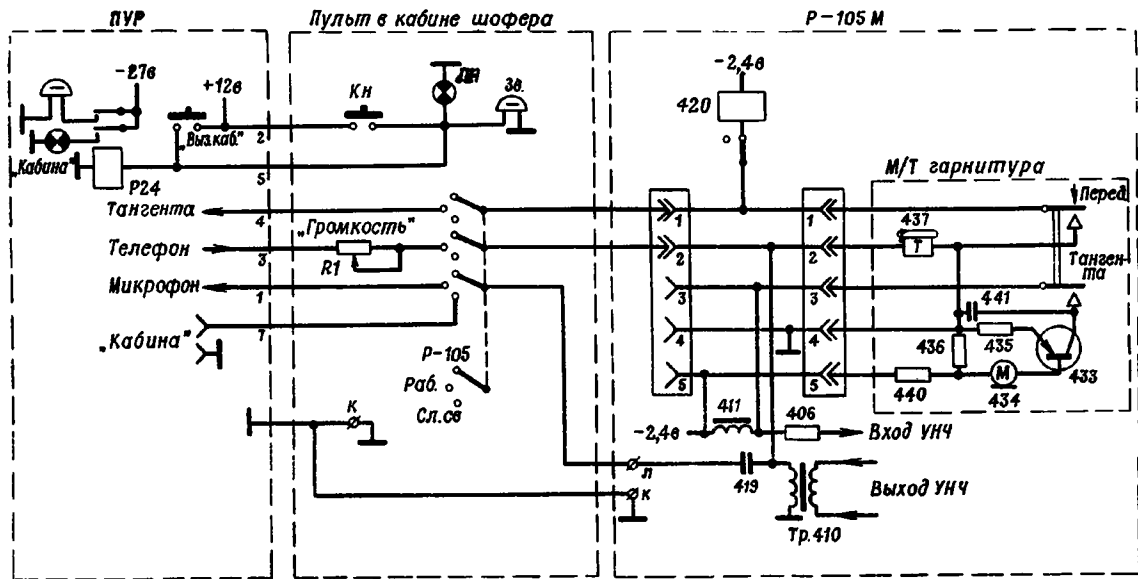 ПУР
Пульт в кабине шофера
Р-105 М
-27в
+12в
"Кабина"
Р24
"Выз.каб."
2
5
Кн
Зв.
Тангента
4
Телефон
3
Микрофон
1
"Кабина"
7
"Громкость"
R1
Р-105
Раб.
Сл.св
К
л
к
-2,4в
420
М/Т гарнитура
Перед.
437
Т
Тангента
441
435
436
433
М
434
440
1
2
3
4
5
1
2
3
4
5
-2,4в
411
406
Вход УНЧ
419
Выход УНЧ
Тр.410